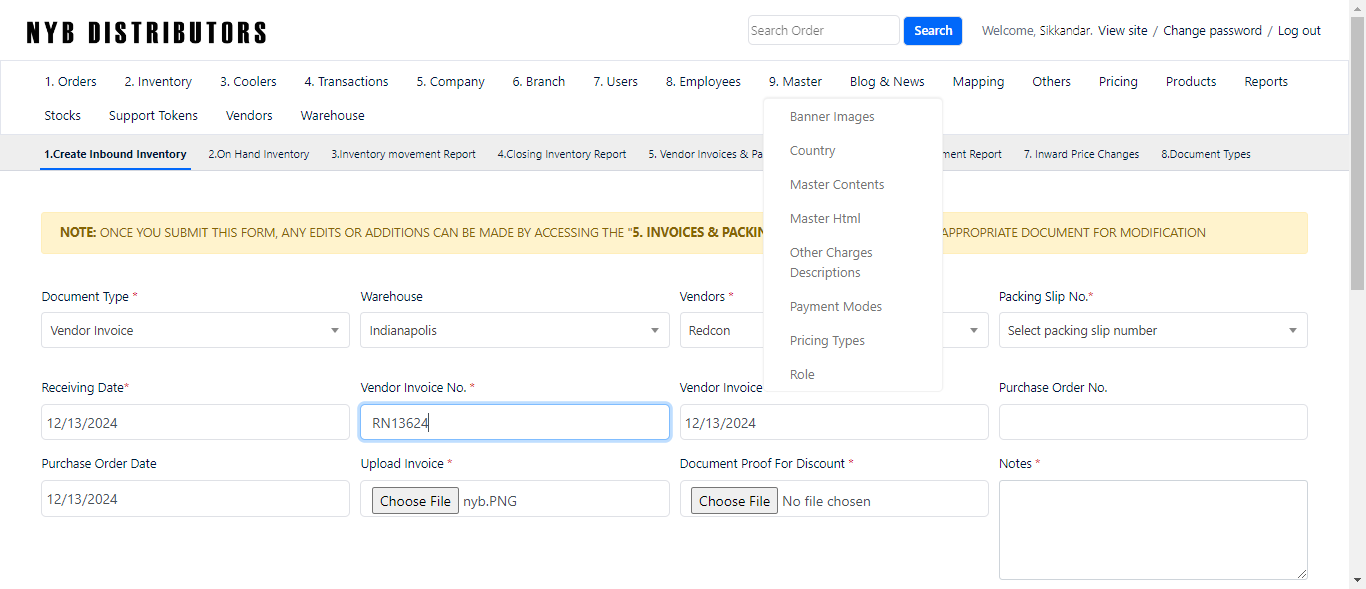 NYB DISTRIBUTORS
Search Order
Search
Welcome, Sikkandar. View site / Change password / Log out
1. Orders 2. Inventory 3. Coolers 4. Transactions 5. Company 6. Branch 7. Users 8. Employees 9. Master Blog & News Mapping Others Pricing Products Reports
Stocks Support Tokens Vendors Warehouse
Banner Images
Country
Master Contents
Master Html
Other Charges
Descriptions
Payment Modes
Pricing Types
Role
1.Create Inbound Inventory 2.On Hand Inventory 3.Inventory movement Report 4.Closing Inventory Report 5. Vendor Invoices & Pa ment Report 7. Inward Price Changes 8.Document Types
NOTE: ONCE YOU SUBMIT THIS FORM, ANY EDITS OR ADDITIONS CAN BE MADE BY ACCESSING THE "5. INVOICES & PACKIN APPROPRIATE DOCUMENT FOR MODIFICATION
Document Type * Warehouse Vendors * Packing Slip No.*
Vendor Invoice Indianapolis Redcon Select packing slip number
Receiving Date* Vendor Invoice No. * Vendor Invoice Purchase Order No.
12/13/2024 RN13624 12/13/2024
Purchase Order Date Upload Invoice * Document Proof For Discount * Notes *
12/13/2024 Choose File nyb.PNG Choose File No file chosen